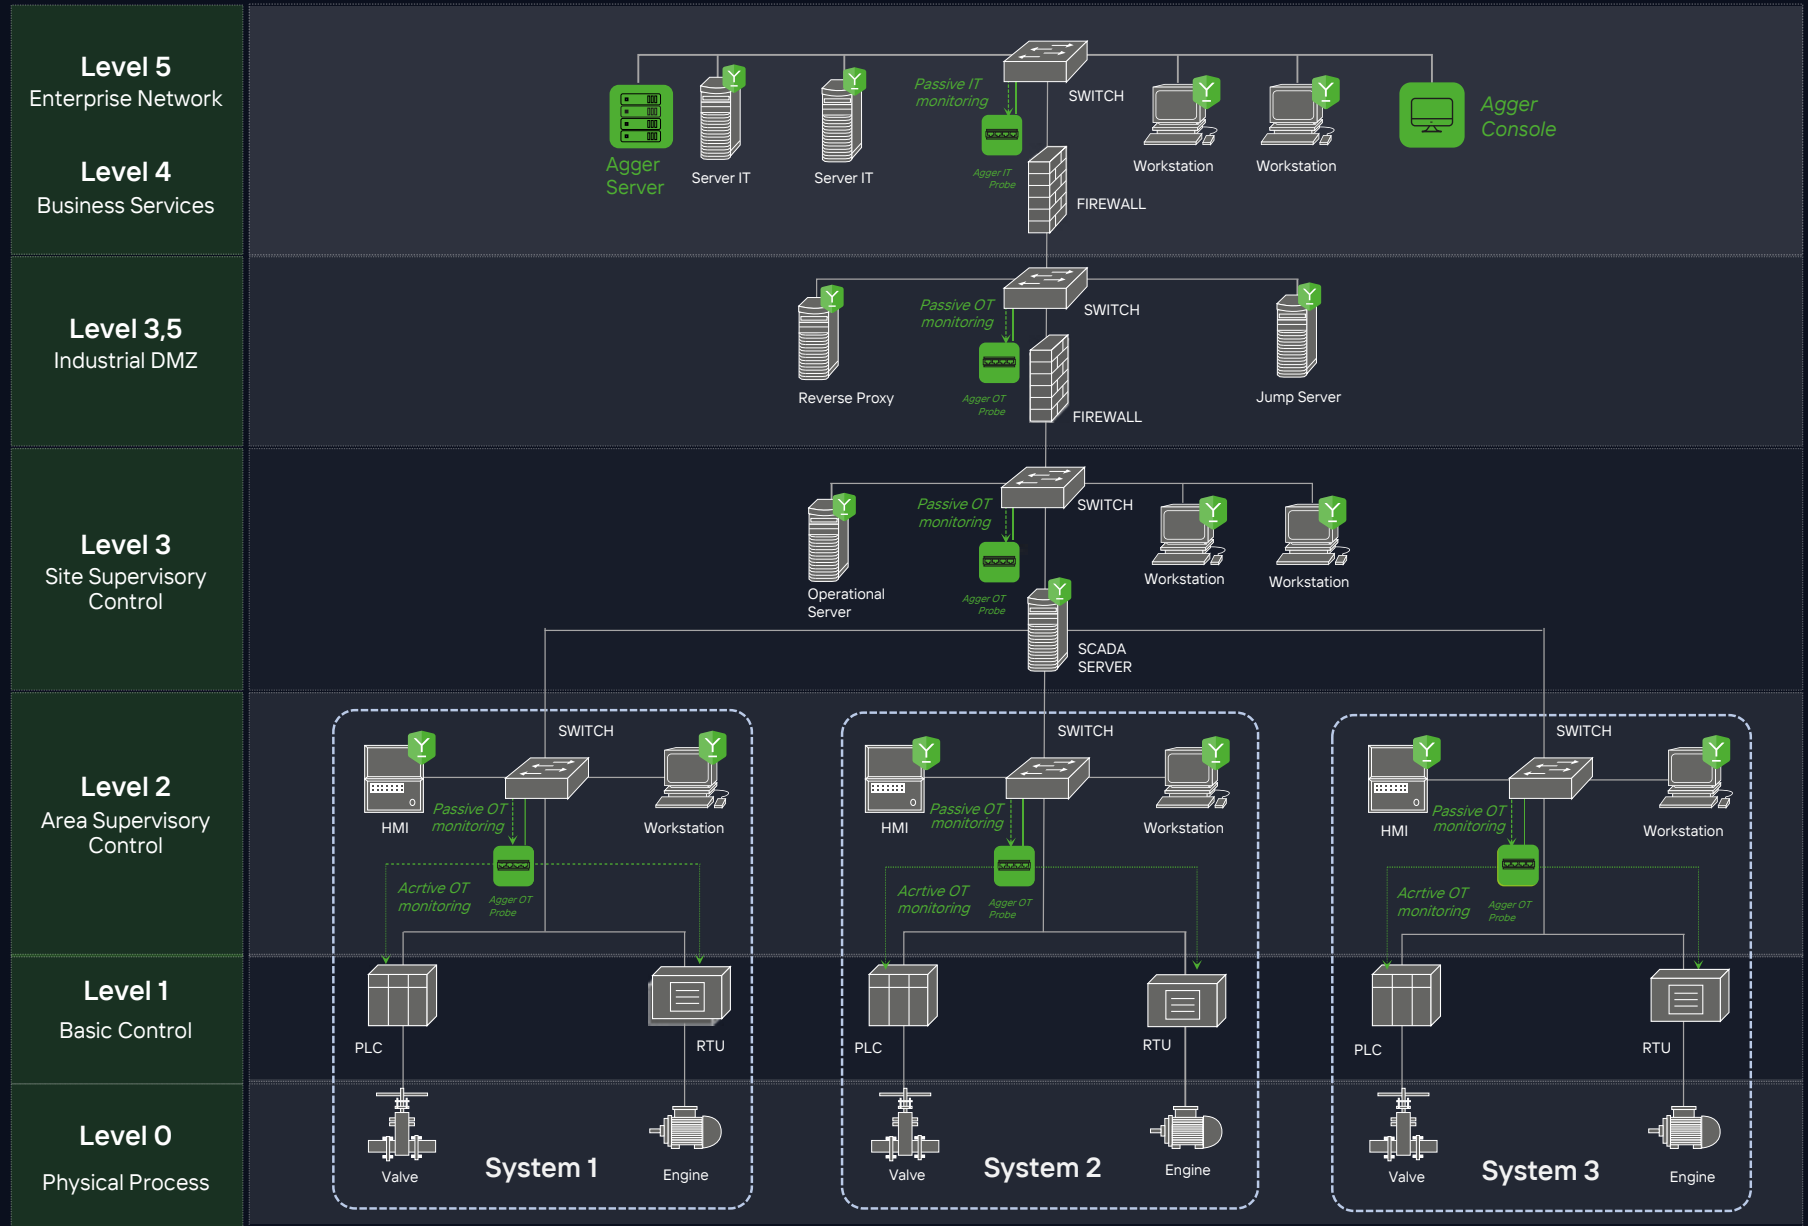 Level 5
Enterprise Network
Level 4
Business Services
Agger
Server
Server IT
Server IT
Passive IT
monitoring
Agger IT
Probe
SWITCH
FIREWALL
Workstation
Workstation
Agger
Console
Level 3,5
Industrial DMZ
Reverse Proxy
Passive OT
monitoring
Agger OT
Probe
SWITCH
FIREWALL
Jump Server
Level 3
Site Supervisory
Control
Operational
Server
Passive OT
monitoring
Agger OT
Probe
SWITCH
SCADA
SERVER
Workstation
Workstation
Level 2
Area Supervisory
Control
SWITCH
HMI
Passive OT
monitoring
Workstation
Acrtive OT
monitoring
Agger OT
Probe
SWITCH
HMI
Passive OT
monitoring
Workstation
Acrtive OT
monitoring
Agger OT
Probe
SWITCH
HMI
Passive OT
monitoring
Workstation
Acrtive OT
monitoring
Agger OT
Probe
Level 1
Basic Control
PLC
RTU
PLC
RTU
PLC
RTU
Level 0
Physical Process
Valve
System 1
Engine
Valve
System 2
Engine
Valve
System 3
Engine